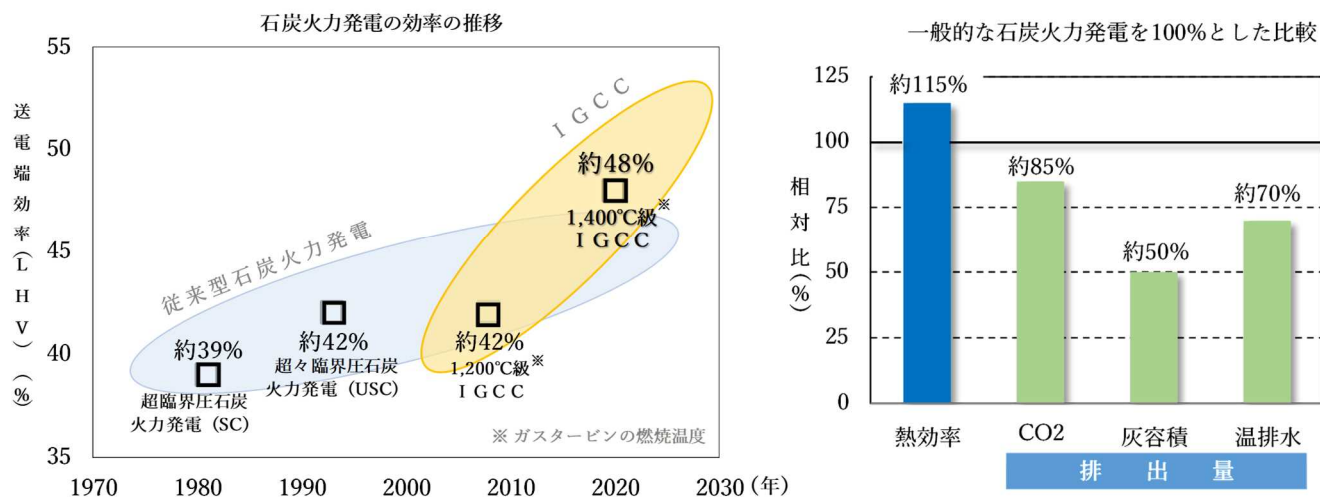 石炭火力発電の効率の推移
送電端効率(LHV) (%)
55
50
45
40
35
1970
1980
1990
2000
2010
2020
2030
(年)
従来型石炭火力発電
IGCC
約39%
超臨界圧石炭
火力発電（SC）
約42%
超々臨界圧石炭
火力発電（USC）
約42%
1,200℃級※
IGCC
約48%
1,400℃級※
IGCC
※ ガスタービンの燃焼温度
一般的な石炭火力発電を100%とした比較
相対比(%)
125
100
75
50
25
0
約115%
約85%
約50%
約70%
熱効率
CO2
灰容積
温排水
排出量